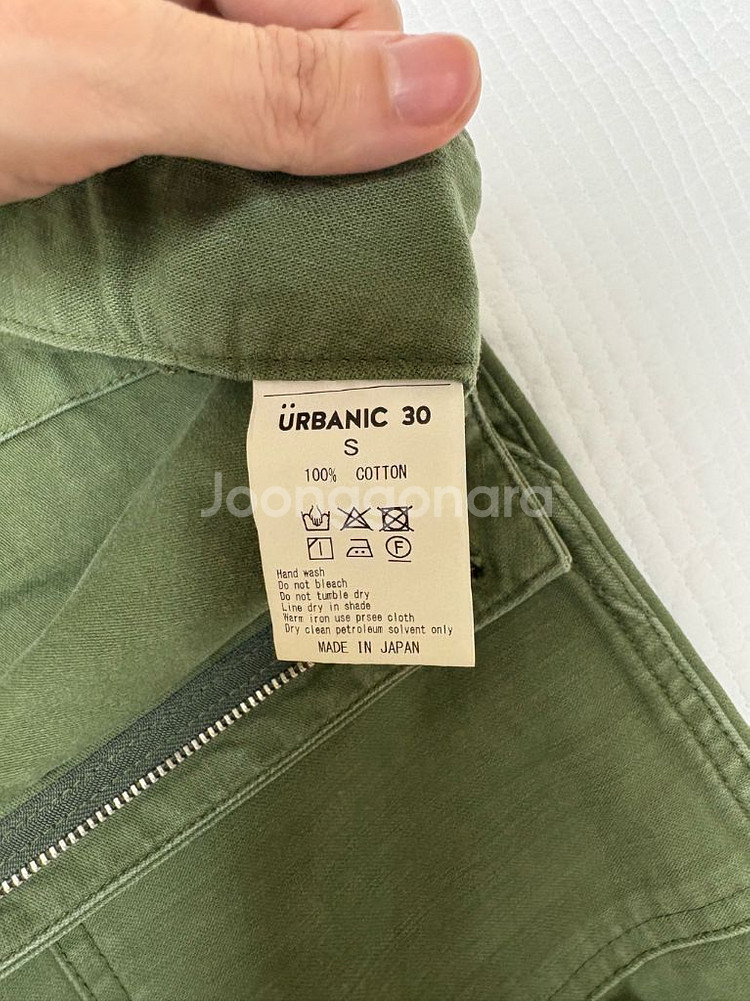 ÜRBANIC 30
S
100% COTTON
Joonggonara
F
Hand wash
Do not bleach
Do not tumble dry
Line dry in shade
Warm iron use prsee cloth
Dry clean petroleum solvent only
MADE IN JAPAN